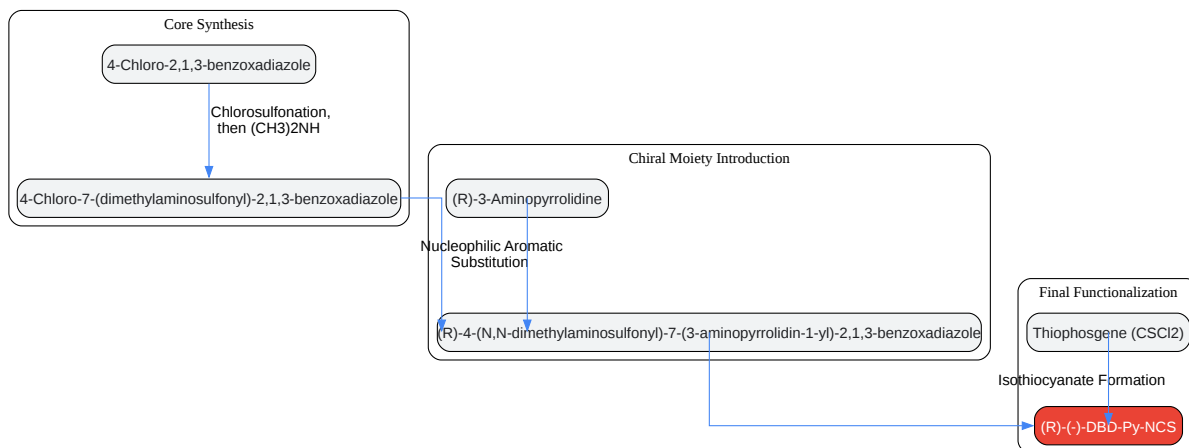 Core Synthesis
4-Chloro-2,1,3-benzoxadiazole
Chlorosulfonation,
then (CH3)2NH
4-Chloro-7-(dimethylaminosulfonyl)-2,1,3-benzoxadiazole
Chiral Moiety Introduction
(R)-3-Aminopyrrolidine
Nucleophilic Aromatic
Substitution
(R)-4-(N,N-dimethylaminosulfonyl)-7-(3-aminopyrrolidin-1-yl)-2,1,3-benzoxadiazole
Final Functionalization
Thiophosgene (CSCl2)
Isothiocyanate Formation
(R)-(-)-DBD-Py-NCS